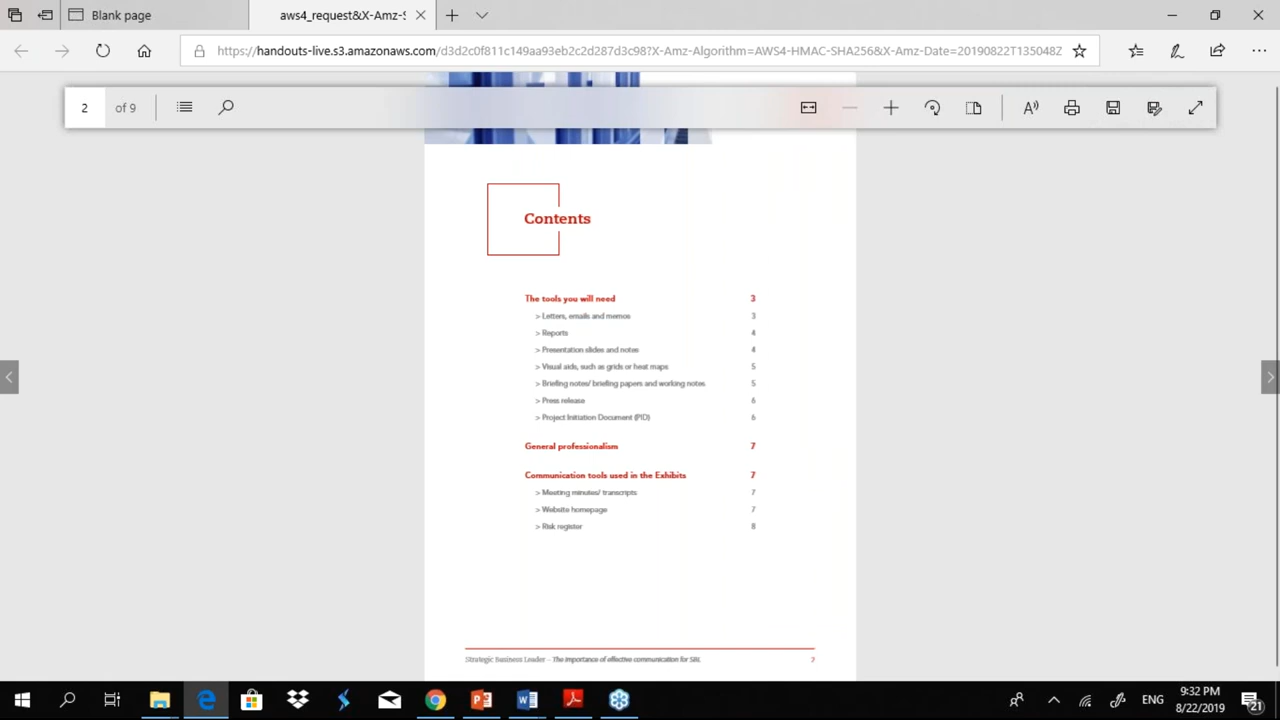 Blank page
aws4_request&X-Amz-S
https://handouts-live.s3.amazonaws.com/d3d2c0f811c149aa93eb2c2d287d3c98?X-Amz-Algorithm=AWS4-HMAC-SHA256&X-Amz-Date=20190822T135048Z
2 of 9
Contents
The tools you will need 3
> Letters, emails and memos 3
> Reports 4
> Presentation slides and notes 4
> Visual aids, such as grids or heat maps 5
> Briefing notes/ briefing papers and working notes 5
> Press release 6
> Project Initiation Document (PID) 6
General professionalism 7
Communication tools used in the Exhibits 7
> Meeting minutes/ transcripts 7
> Website homepage 7
> Risk register 8
Strategic Business Leader – The importance of effective communication for SBL 2
ENG
8:32 PM
8/22/2019
21